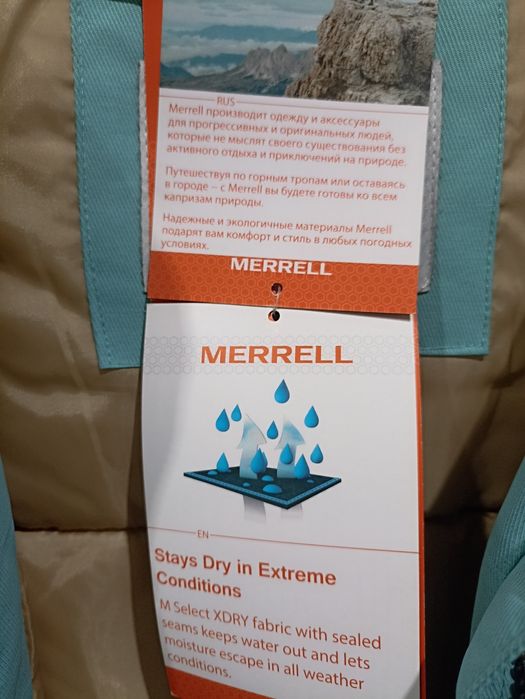 RUS
Merrell производит одежду и аксессуары
для прогрессивных и оригинальных людей,
которые не мыслят своего существования без
активного отдыха и приключений на природе.
Путешествуя по горным тропам или оставаясь
в городе – с Merrell вы будете готовы ко всем
капризам природы.
Надежные и экологичные материалы Merrell
подарят вам комфорт и стиль в любых погодных
условиях.
MERRELL
MERRELL
EN
Stays Dry in Extreme
Conditions
M Select XDRY fabric with sealed
seams keeps water out and lets
moisture escape in all weather
conditions.